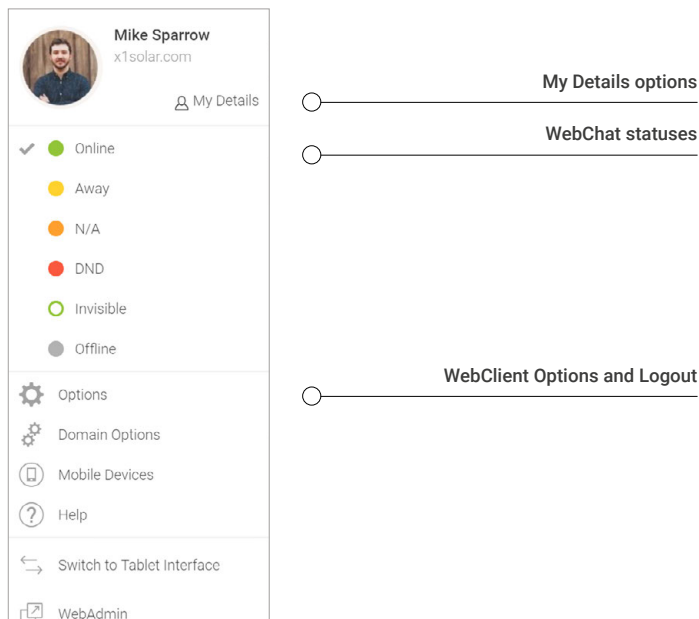 Mike Sparrow
x1solar.com
My Details
My Details options
WebChat statuses
Online
Away
N/A
DND
Invisible
Offline
WebClient Options and Logout
Options
Domain Options
Mobile Devices
Help
Switch to Tablet Interface
WebAdmin